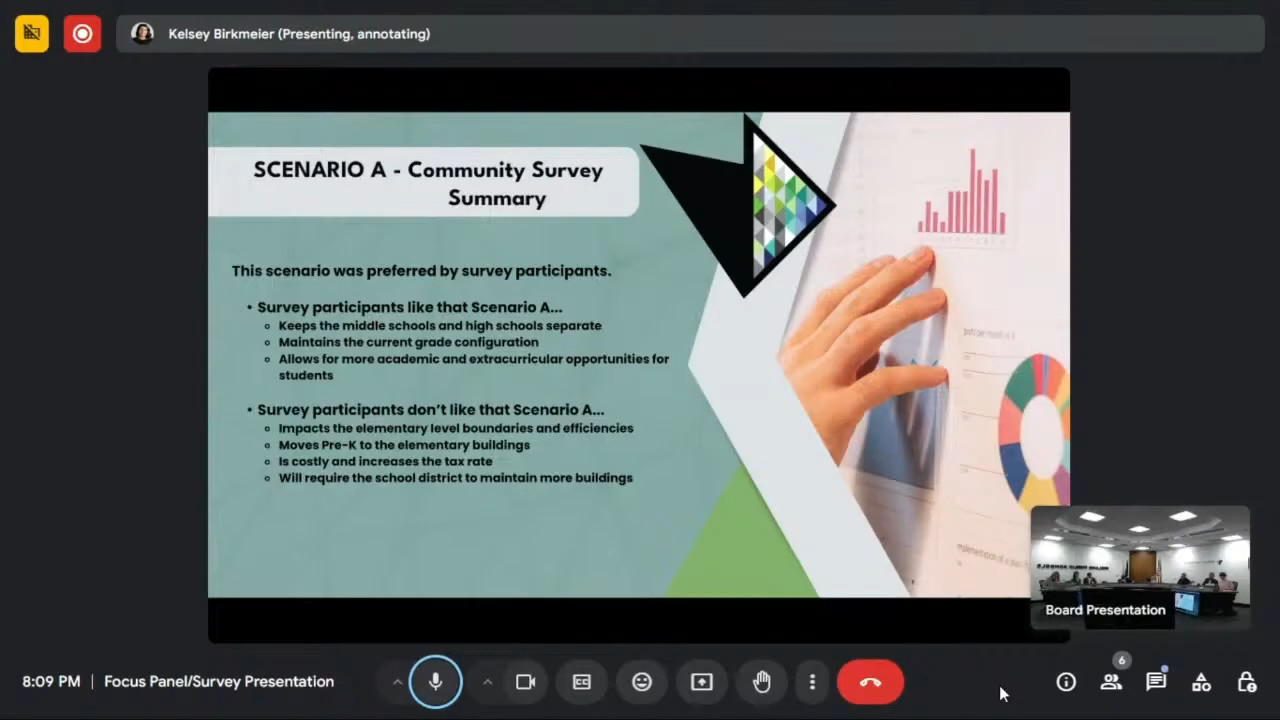 Kelsey Birkmeier (Presenting, annotating)
SCENARIO A - Community Survey
Summary
This scenario was preferred by survey participants.
• Survey participants like that Scenario A...
Keeps the middle schools and high schools separate
Maintains the current grade configuration
Allows for more academic and extracurricular opportunities for
students
• Survey participants don't like that Scenario A...
Impacts the elementary level boundaries and efficiencies
Moves Pre-K to the elementary buildings
Is costly and increases the tax rate
Will require the school district to maintain more buildings
Board Presentation
8:09 PM | Focus Panel/Survey Presentation
CC
6